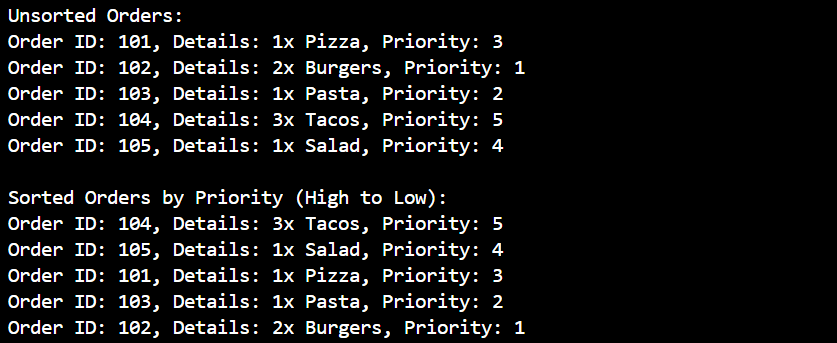 Unsorted Orders:
Order ID: 101, Details: 1x Pizza, Priority: 3
Order ID: 102, Details: 2x Burgers, Priority: 1
Order ID: 103, Details: 1x Pasta, Priority: 2
Order ID: 104, Details: 3x Tacos, Priority: 5
Order ID: 105, Details: 1x Salad, Priority: 4
Sorted Orders by Priority (High to Low):
Order ID: 104, Details: 3x Tacos, Priority: 5
Order ID: 105, Details: 1x Salad, Priority: 4
Order ID: 101, Details: 1x Pizza, Priority: 3
Order ID: 103, Details: 1x Pasta, Priority: 2
Order ID: 102, Details: 2x Burgers, Priority: 1